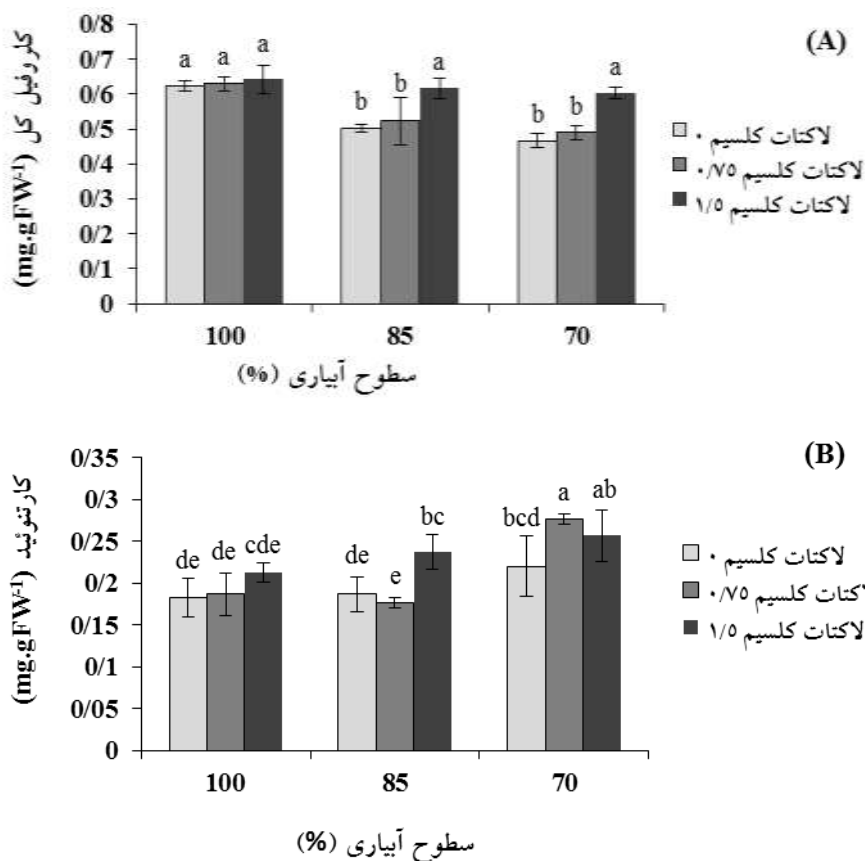 (A)
کلروفیل کل (mg.gFW-1)
0/8
0/7
0/6
0/5
0/4
0/3
0/2
0/1
0
a a a
b b a
b b a
100 85 70
سطوح آبیاری (%)
لاکتات کلسیم ۰
لاکتات کلسیم ۰/۷۵
لاکتات کلسیم ۱/۵
(B)
کارتنوئید (mg.gFW-1)
0/35
0/3
0/25
0/2
0/15
0/1
0/05
0
de de cde
de e bc
bcd a ab
100 85 70
سطوح آبیاری (%)
لاکتات کلسیم ۰
لاکتات کلسیم ۰/۷۵
لاکتات کلسیم ۱/۵